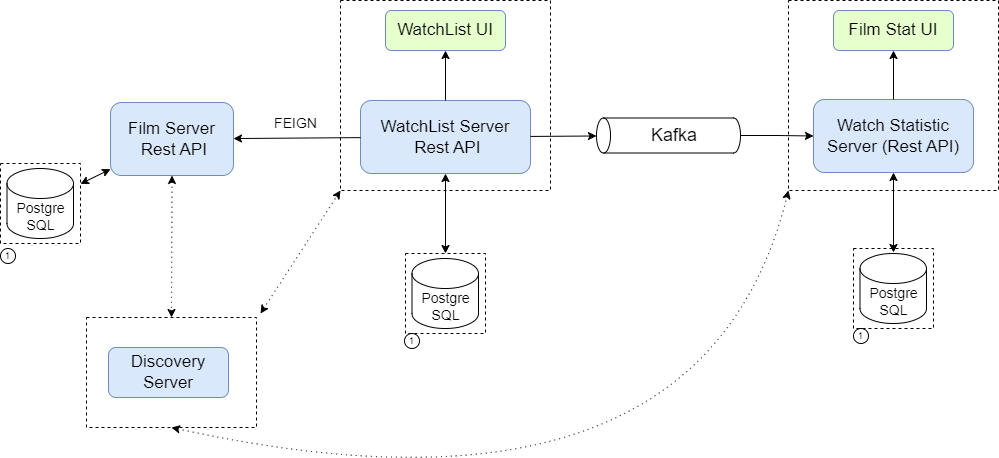 WatchList UI
Film Stat UI
Film Server
Rest API
FEIGN
WatchList Server
Rest API
Kafka
Watch Statistic
Server (Rest API)
Postgre
SQL
1
Postgre
SQL
1
Postgre
SQL
1
Discovery
Server